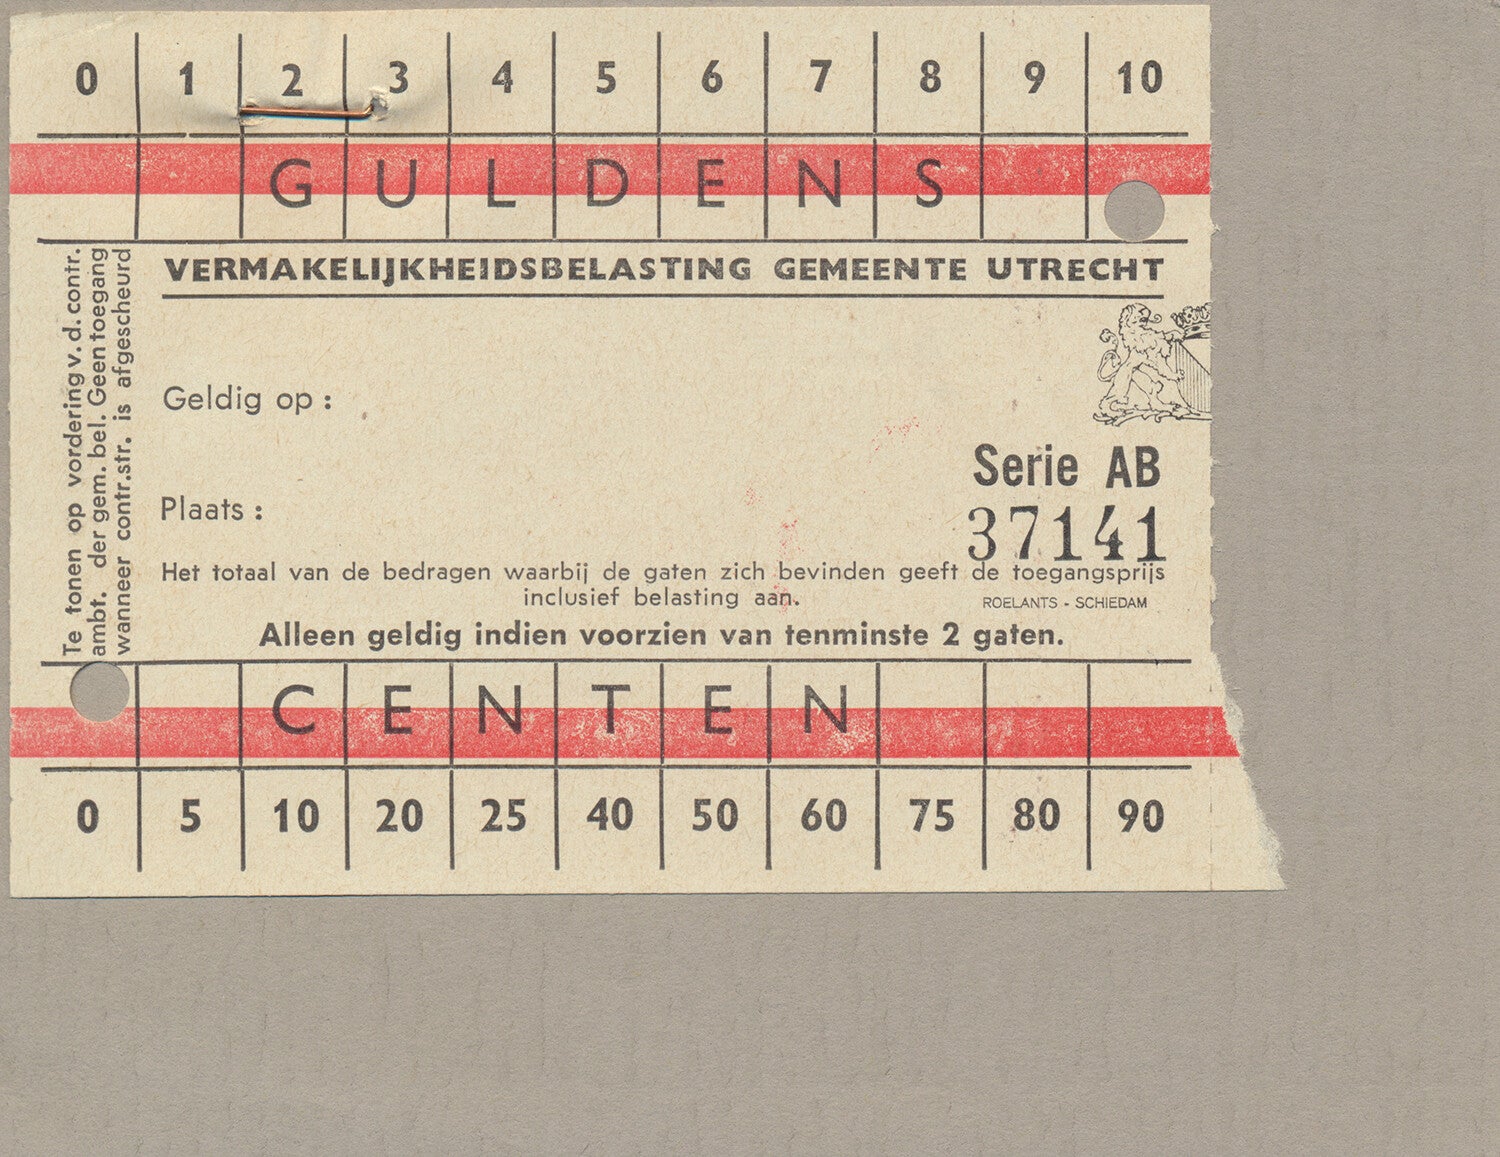 0 1 2 3 4 5 6 7 8 9 10
GULDENS
VERMAKELIJKHEIDSBELASTING GEMEENTE UTRECHT
Te tonen op vordering v. d. contr.
ambt. der gem. bel. Geen toegang
wanneer contr.str. is afgescheurd
Geldig op :
Serie AB
Plaats :
37141
Het totaal van de bedragen waarbij de gaten zich bevinden geeft de toegangsprijs
inclusief belasting aan.
ROELANTS - SCHIEDAM
Alleen geldig indien voorzien van tenminste 2 gaten.
CENTEN
0 5 10 20 25 40 50 60 75 80 90